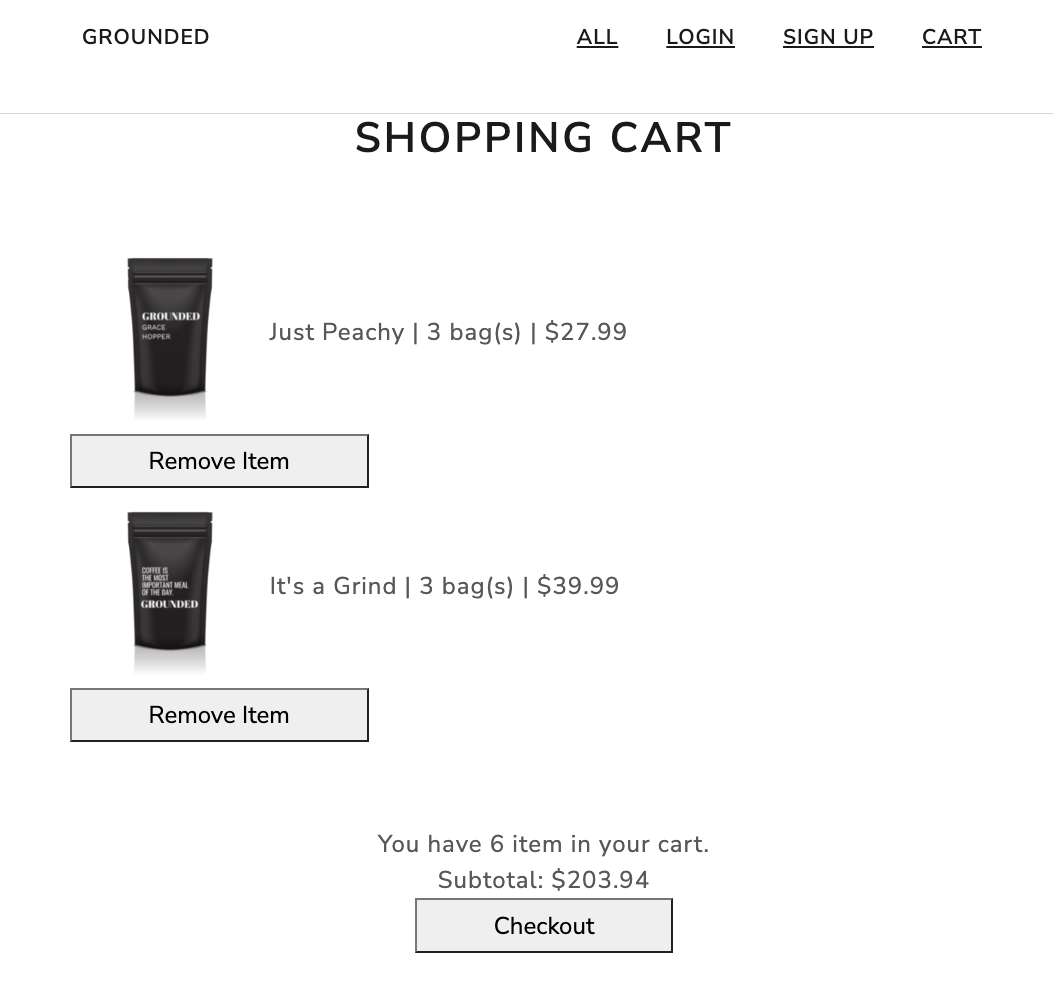 GROUNDED ALL LOGIN SIGN UP CART
SHOPPING CART
GROUNDED
GRACE
HOPPER
Just Peachy | 3 bag(s) | $27.99
Remove Item
COFFEE IS
THE MOST
IMPORTANT MEAL
OF THE DAY.
GROUNDED
It's a Grind | 3 bag(s) | $39.99
Remove Item
You have 6 item in your cart.
Subtotal: $203.94
Checkout